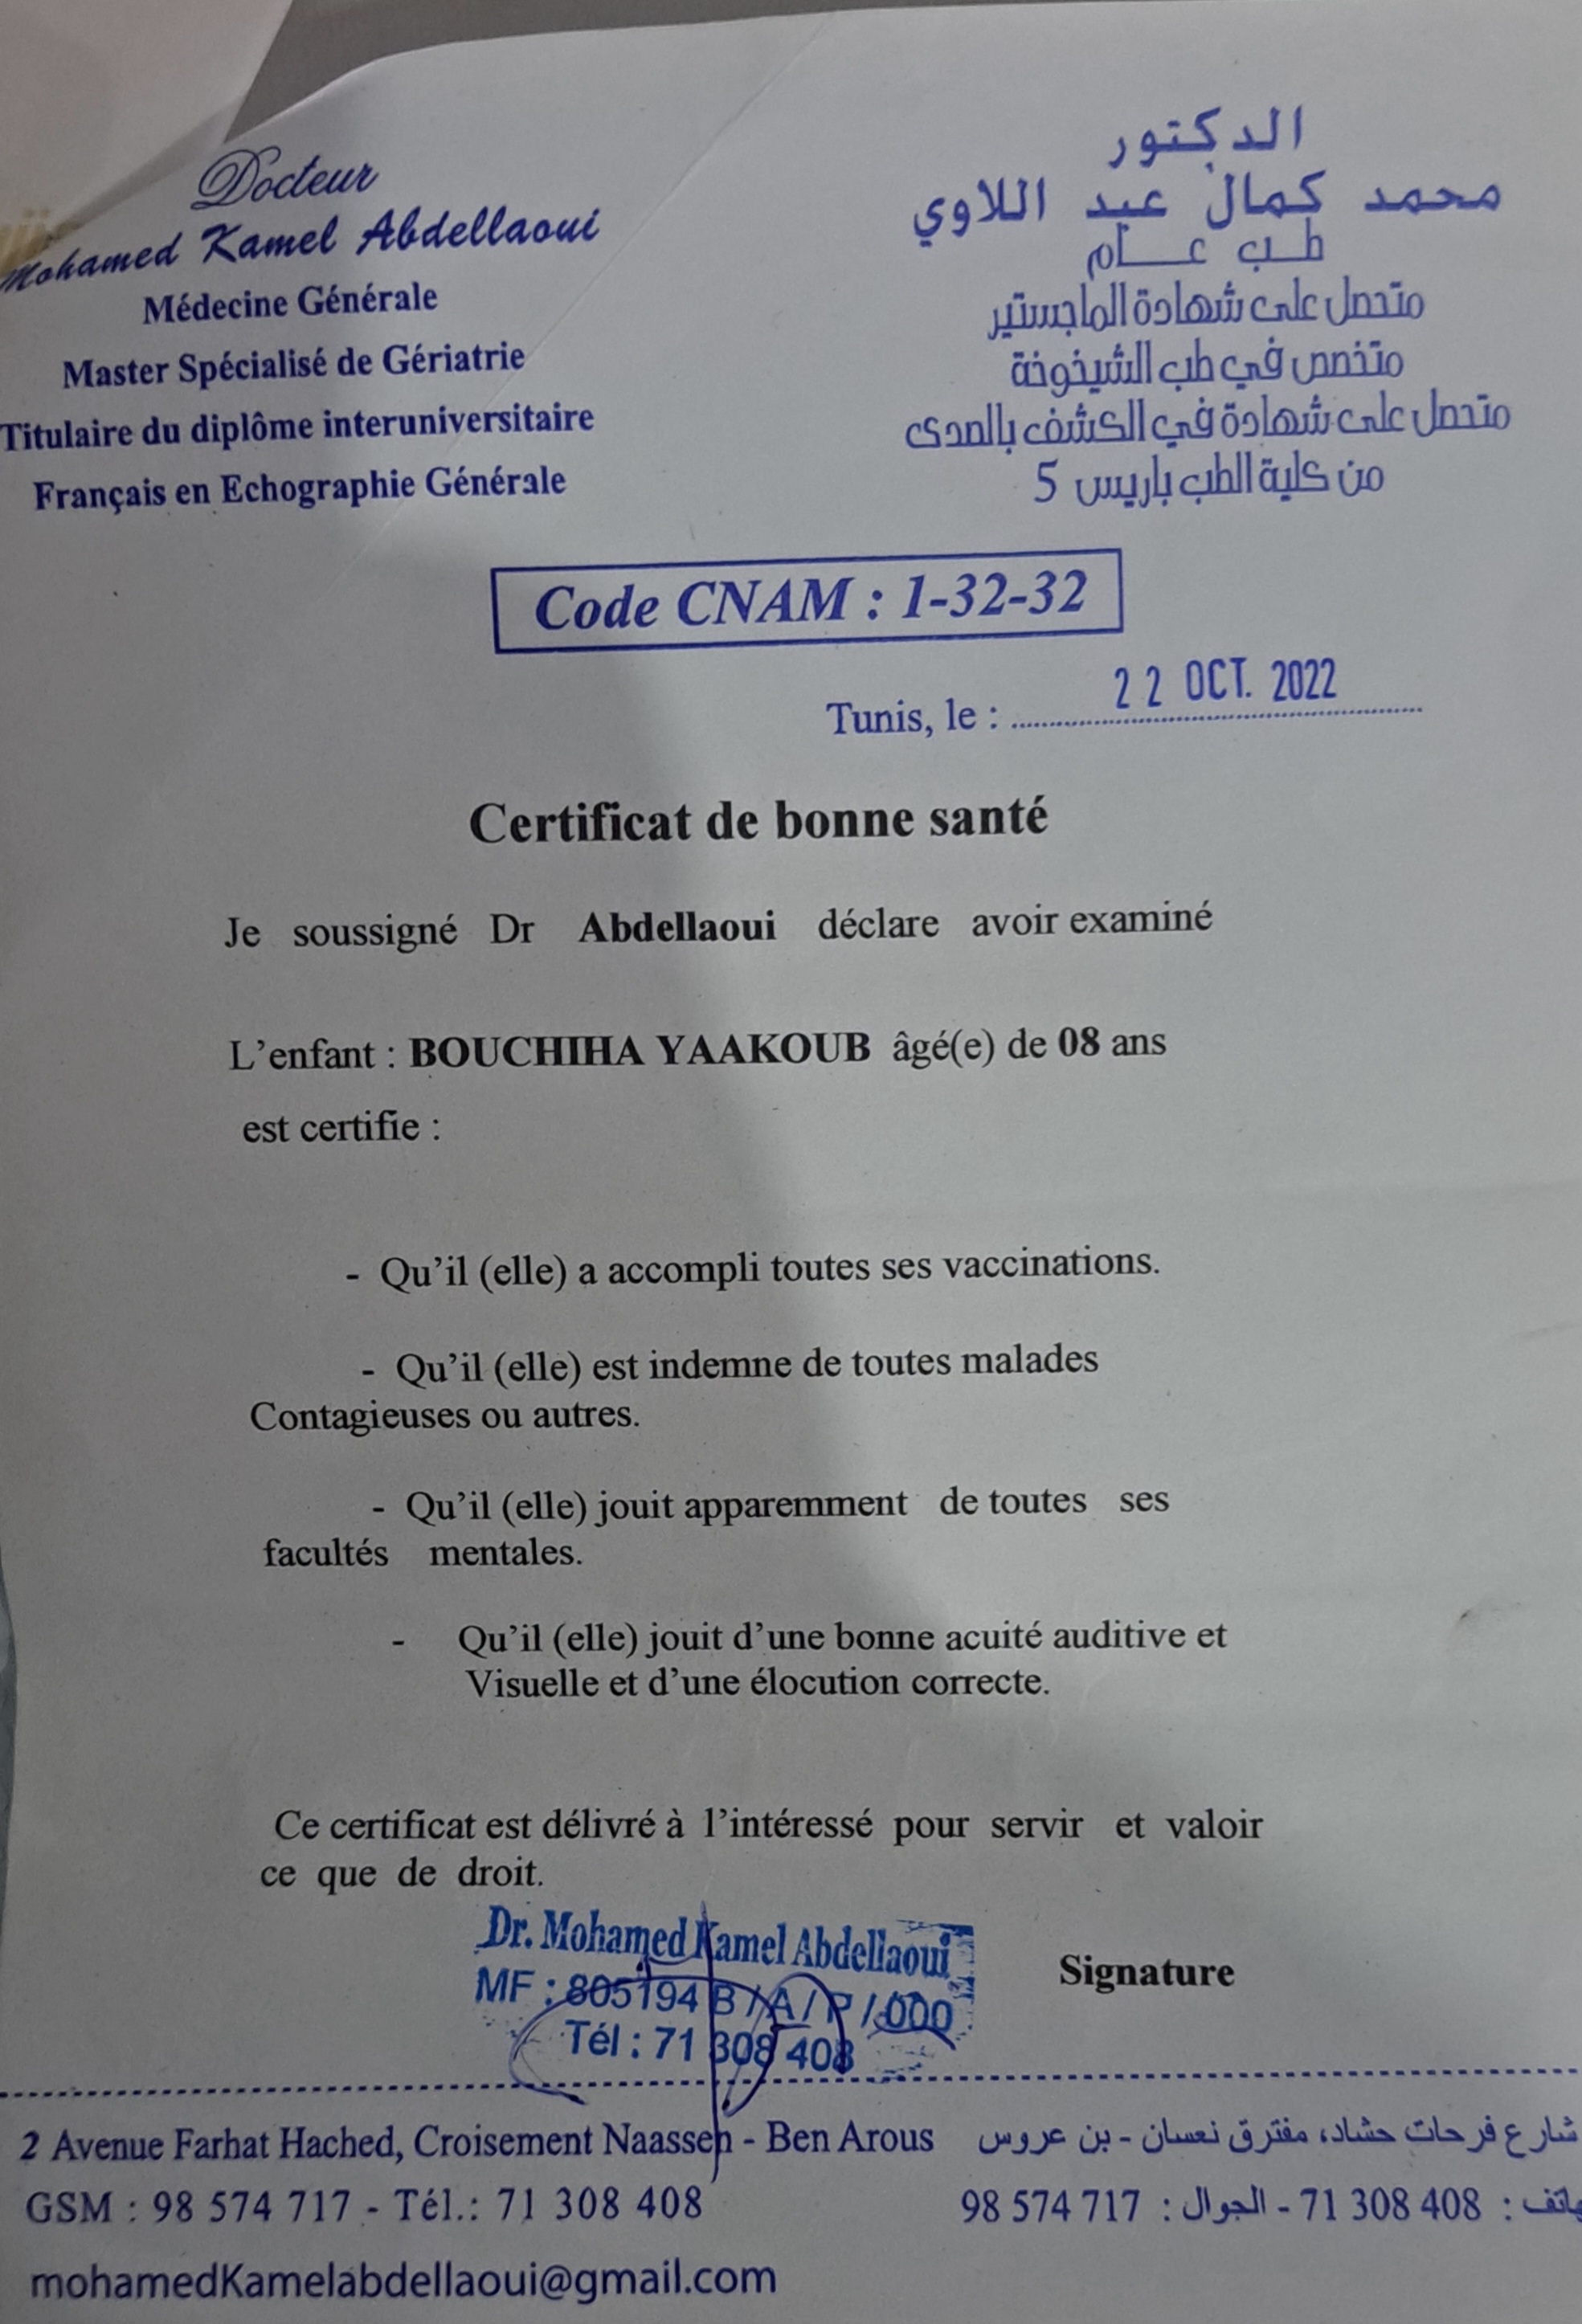 Docteur
Mohamed Kamel Abdellaoui
Médecine Générale
Master Spécialisé de Gériatrie
Titulaire du diplôme interuniversitaire
Français en Echographie Générale
الدكتور
محمد كمال عبد اللاوي
طب عام
متحصل على شهادة الماجستير
متخصص في طب الشيخوخة
متحصل على شهادة في الكشف بالصدى
من كلية الطب باريس 5
Code CNAM : 1-32-32
Tunis, le : 22 OCT. 2022
Certificat de bonne santé
Je soussigné Dr Abdellaoui déclare avoir examiné
L'enfant : BOUCHIHA YAAKOUB âgé(e) de 08 ans
est certifie :
- Qu'il (elle) a accompli toutes ses vaccinations.
- Qu'il (elle) est indemne de toutes malades
Contagieuses ou autres.
- Qu'il (elle) jouit apparemment de toutes ses
facultés mentales.
- Qu'il (elle) jouit d'une bonne acuité auditive et
Visuelle et d'une élocution correcte.
Ce certificat est délivré à l'intéressé pour servir et valoir
ce que de droit.
Dr. Mohamed Kamel Abdellaoui
MF : 805194 B / A / P / 000
Tél : 71 308 408
Signature
2 Avenue Farhat Hached, Croisement Naassen - Ben Arous
شارع فرحات حشاد، مفترق نعسان - بن عروس
GSM : 98 574 717 - Tél.: 71 308 408
هاتف : 71 308 408 - الجوال : 98 574 717
mohamedKamelabdellaoui@gmail.com